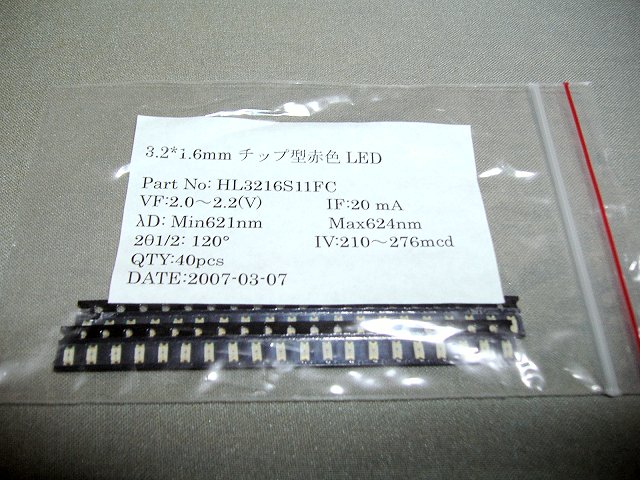 3.2*1.6mm チップ型赤色 LED
Part No: HL3216S11FC
VF:2.0～2.2(V) IF:20 mA
λD: Min621nm Max624nm
2θ1/2: 120° IV:210～276mcd
QTY:40pcs
DATE:2007-03-07